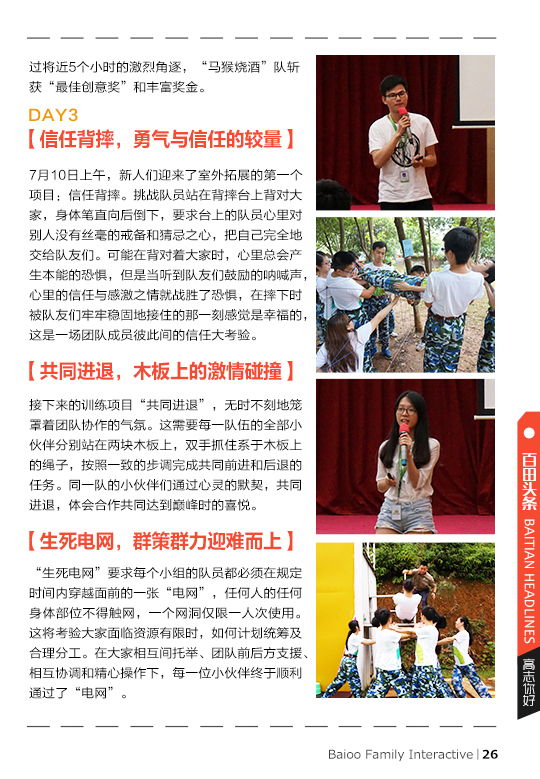 过将近5个小时的激烈角逐，“马猴烧酒”队斩
获“最佳创意奖”和丰富奖金。
DAY3
【信任背摔，勇气与信任的较量】
7月10日上午，新人们迎来了室外拓展的第一个
项目：信任背摔。挑战队员站在背摔台上背对大
家，身体笔直向后倒下，要求台上的队员心里对
别人没有丝毫的戒备和猜忌之心，把自己完全地
交给队友们。可能在背对着大家时，心里总会产
生本能的恐惧，但是当听到队友们鼓励的呐喊声，
心里的信任与感激之情就战胜了恐惧，在摔下时
被队友们牢牢稳固地接住的那一刻感觉是幸福的，
这是一场团队成员彼此间的信任大考验。
【共同进退，木板上的激情碰撞】
接下来的训练项目“共同进退”，无时不刻地笼
罩着团队协作的气氛。这需要每一队伍的全部小
伙伴分别站在两块木板上，双手抓住系于木板上
的绳子，按照一致的步调完成共同前进和后退的
任务。同一队的小伙伴们通过心灵的默契，共同
进退，体会合作共同达到巅峰时的喜悦。
【生死电网，群策群力迎难而上】
“生死电网”要求每个小组的队员都必须在规定
时间内穿越面前的一张“电网”，任何人的任何
身体部位不得触网，一个网洞仅限一人次使用。
这将考验大家面临资源有限时，如何计划统筹及
合理分工。在大家相互间托举、团队前后方支援、
相互协调和精心操作下，每一位小伙伴终于顺利
通过了“电网”。
百田头条 BAITIAN HEADLINES
高志你好
Baioo Family Interactive | 26